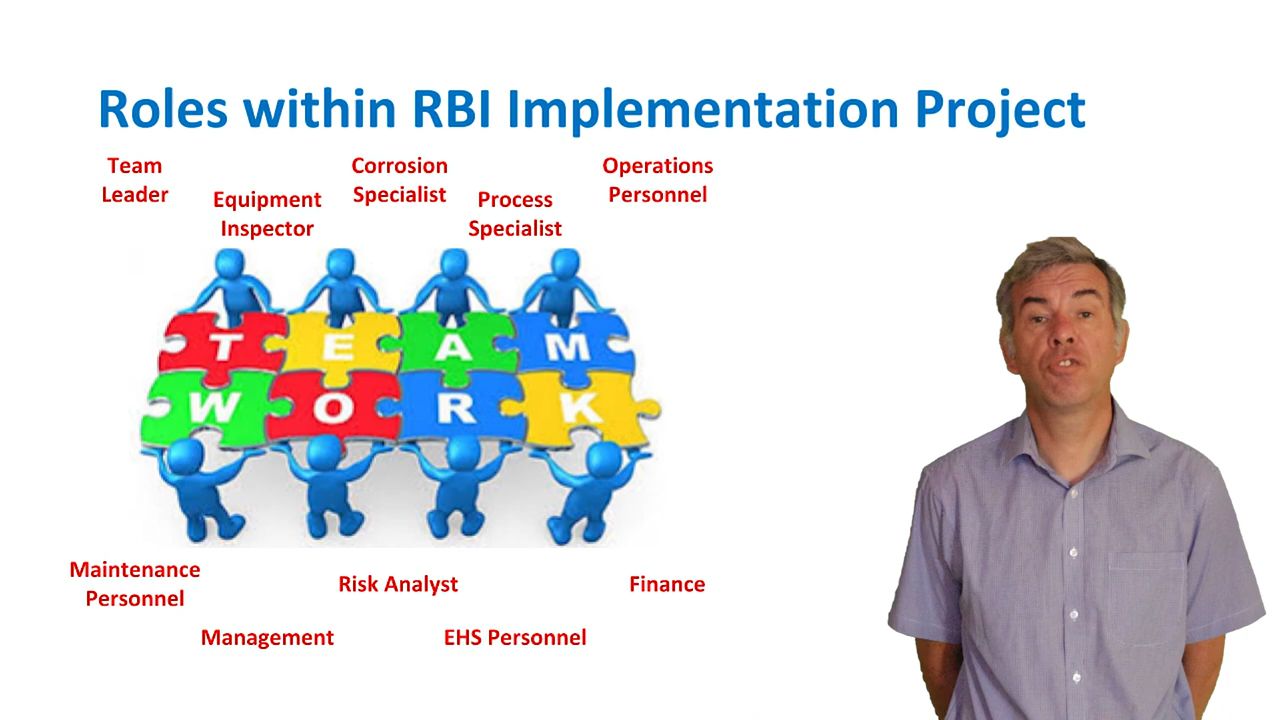 Roles within RBI Implementation Project
Team
Leader
Equipment
Inspector
Corrosion
Specialist
Process
Specialist
Operations
Personnel
T E A M
W O R K
Maintenance
Personnel
Management
Risk Analyst
EHS Personnel
Finance